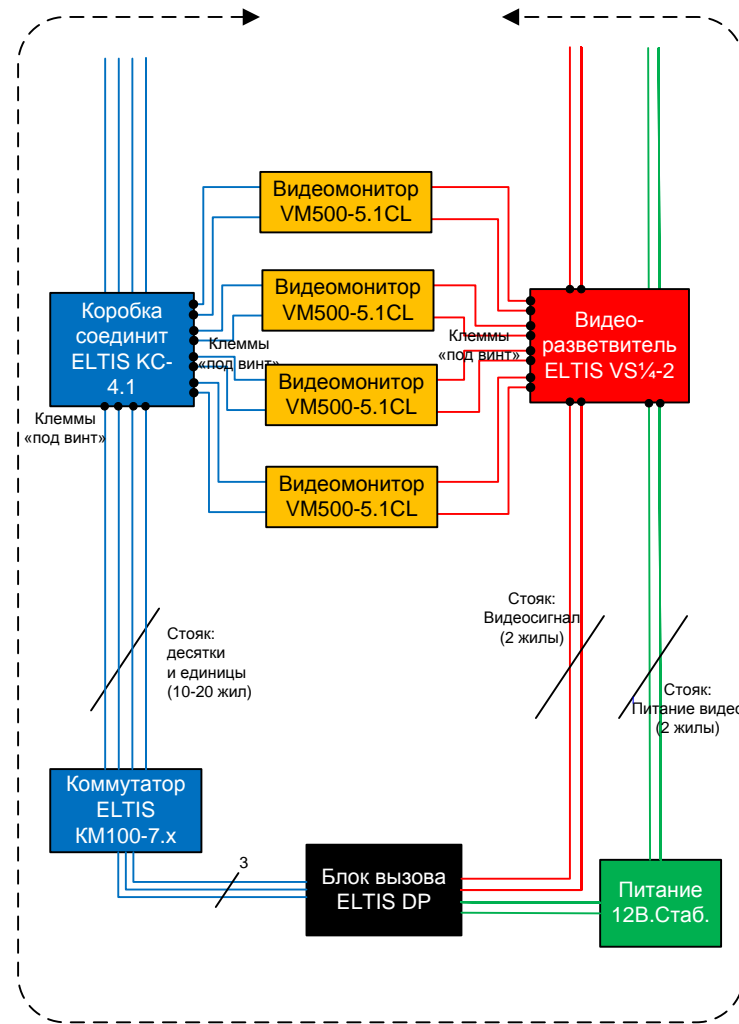 Видеомонитор
VM500-5.1CL
Видеомонитор
VM500-5.1CL
Коробка
соединит
ELTIS KC-
4.1
Клеммы
«под винт»
Клеммы
«под винт»
Видео-
разветвитель
ELTIS VS¼-2
Видеомонитор
VM500-5.1CL
Клеммы
«под винт»
Видеомонитор
VM500-5.1CL
Стояк:
десятки
и единицы
(10-20 жил)
Стояк:
Видеосигнал
(2 жилы)
Стояк:
Питание видео
(2 жилы)
Коммутатор
ELTIS
КМ100-7.х
3
Блок вызова
ELTIS DP
Питание
12В.Стаб.